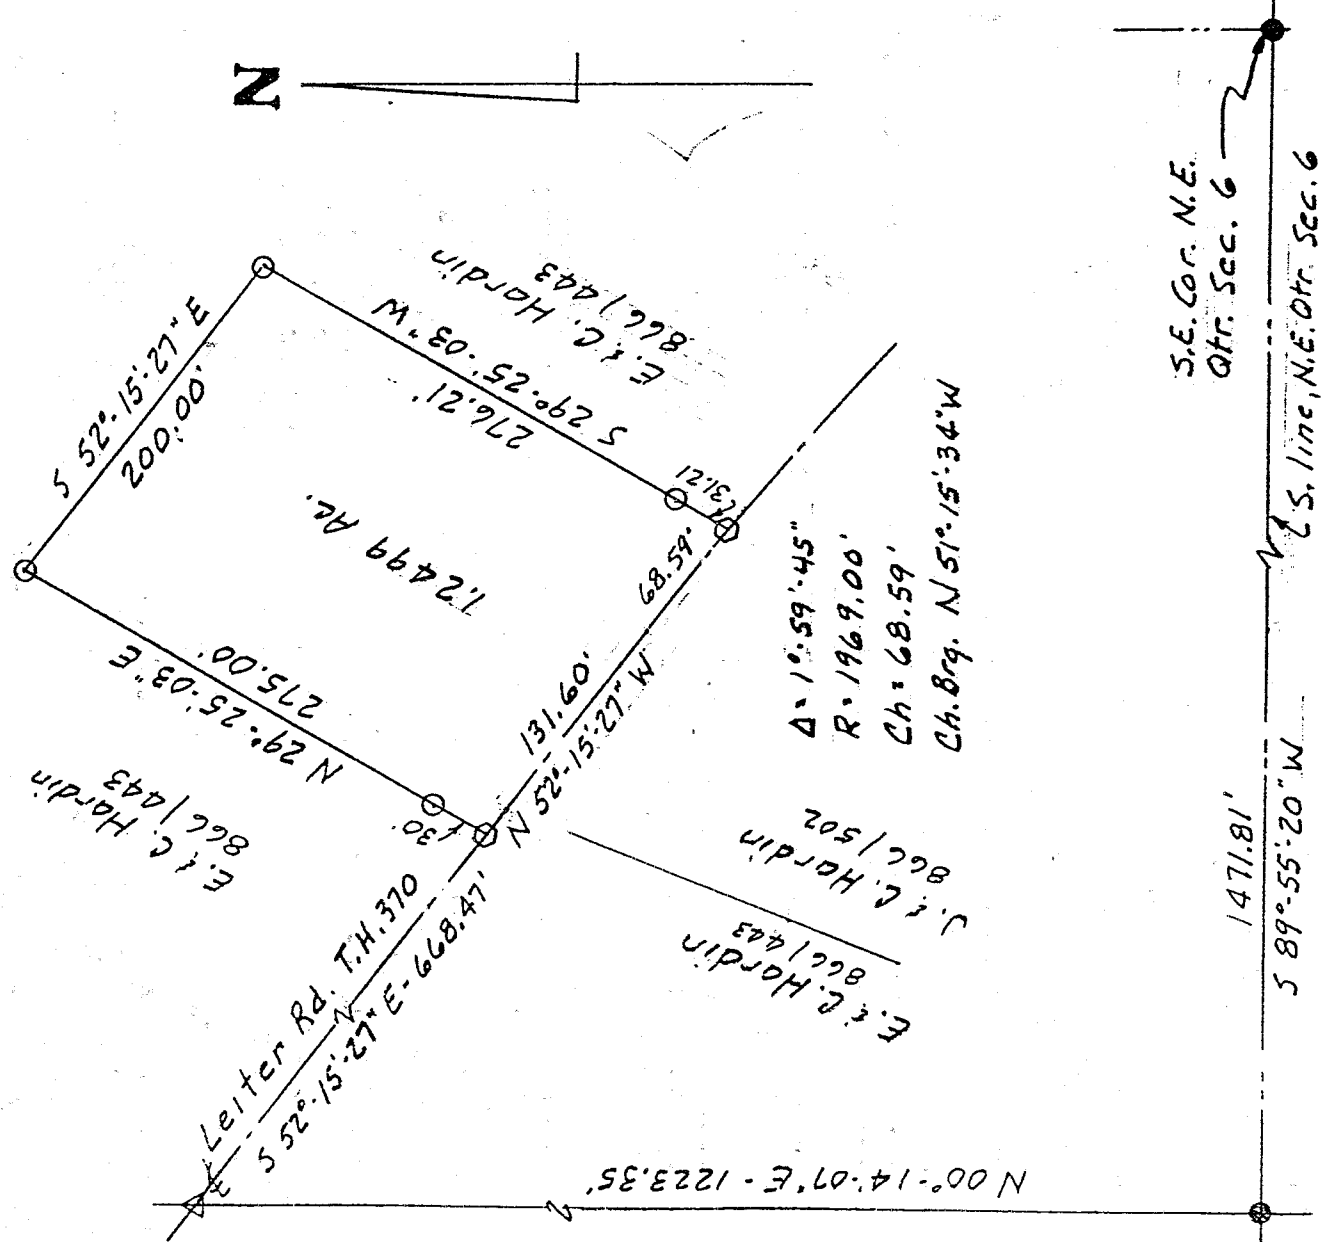 N
S 52°-15'-27" E
200.00'
E. & C. Hardin
866/443
S 29°-25'-03" W
276.21'
1.2499 Ac.
N 29°-25'-03" E
275.00'
E. & C. Hardin
866/443
31.21
30'
68.59'
131.60'
N 52°-15'-27" W
Leiter Rd. T.H. 370
S 52°-15'-27" E - 668.47'
Δ = 1°-59'-45"
R = 1969.00'
Ch = 68.59'
Ch. Brg. N 51°-15'-34" W
J. & C. Hardin
866/502
E. & C. Hardin
866/443
S.E. Cor. N.E.
Qtr. Sec. 6
S. line, N.E. Qtr. Sec. 6
1471.81'
S 89°-55'-20" W
N 00°-14'-07" E - 1223.35'